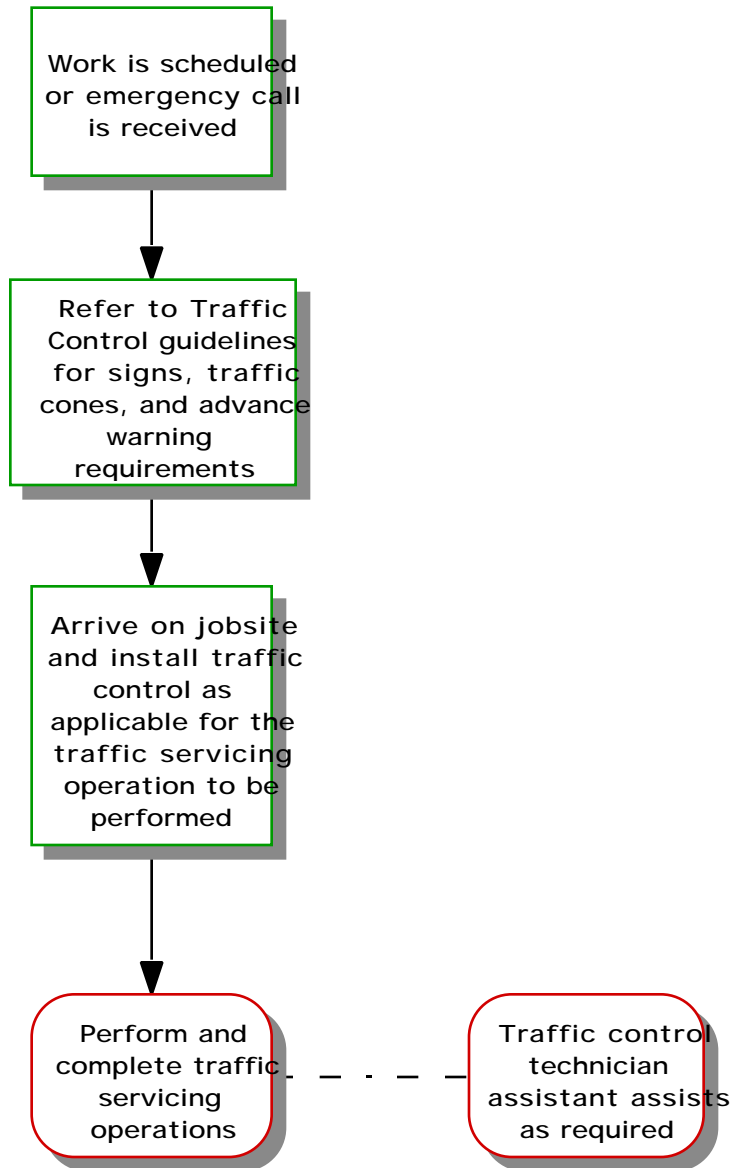 Work is scheduled
or emergency call
is received
Refer to Traffic
Control guidelines
for signs, traffic
cones, and advance
warning
requirements
Arrive on jobsite
and install traffic
control as
applicable for the
traffic servicing
operation to be
performed
Perform and
complete traffic
servicing
operations
Traffic control
technician
assistant assists
as required